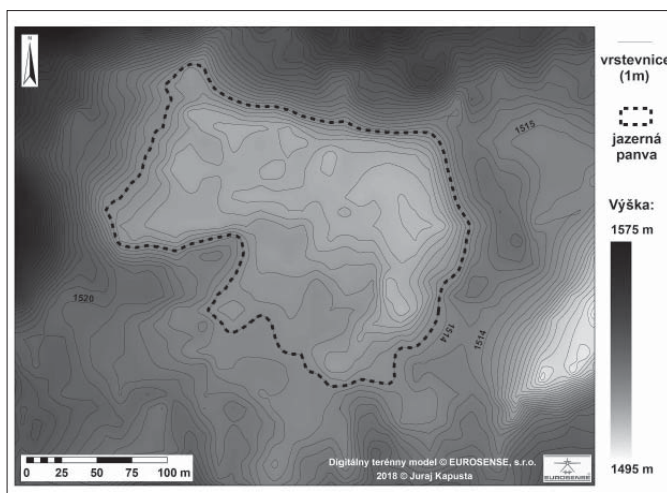 N
1515
1520
1514
1514
0 25 50 75 100 m
Digitálny terénny model © EUROSENSE, s.r.o.
2018 © Juraj Kapusta
EUROSENSE
vrstevnice
(1m)
jazerná
panva
Výška:
1575 m
1495 m